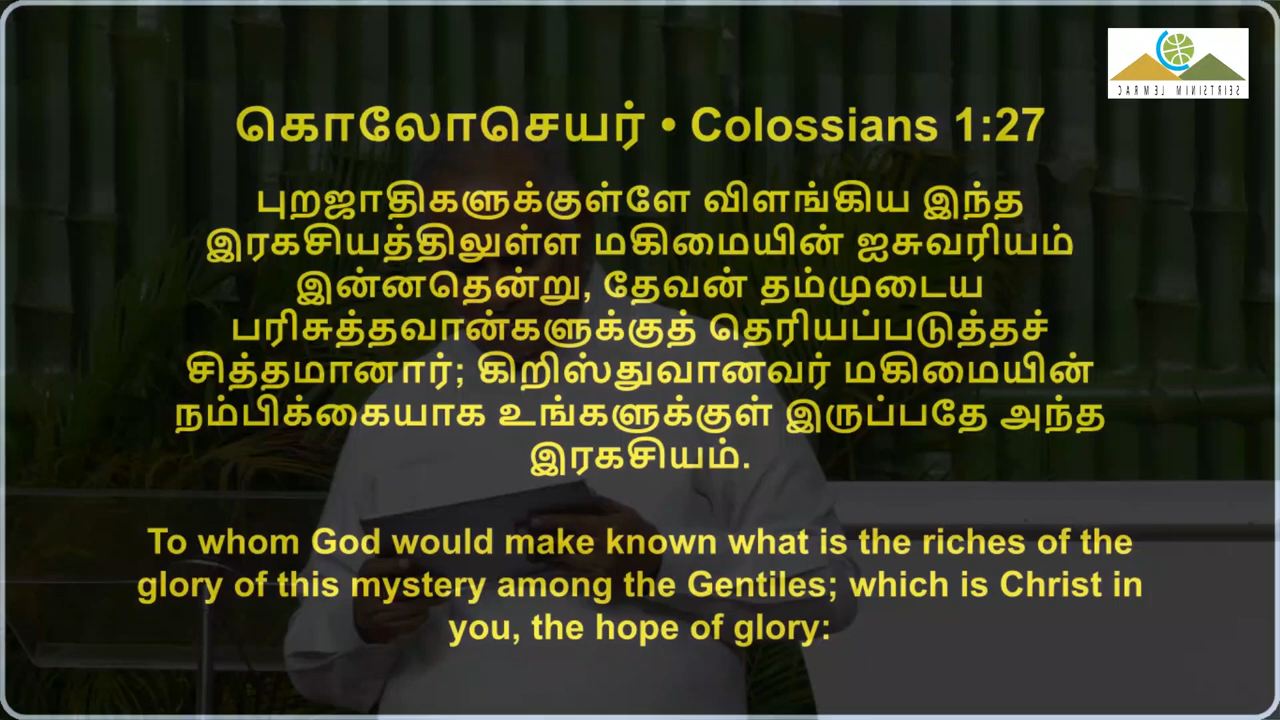 கொலோசெயர் • Colossians 1:27
புறஜாதிகளுக்குள்ளே விளங்கிய இந்த
இரகசியத்திலுள்ள மகிமையின் ஐசுவரியம்
இன்னதென்று, தேவன் தம்முடைய
பரிசுத்தவான்களுக்குத் தெரியப்படுத்தச்
சித்தமானார்; கிறிஸ்துவானவர் மகிமையின்
நம்பிக்கையாக உங்களுக்குள் இருப்பதே அந்த
இரகசியம்.
To whom God would make known what is the riches of the
glory of this mystery among the Gentiles; which is Christ in
you, the hope of glory:
CARMEL MINISTRIES